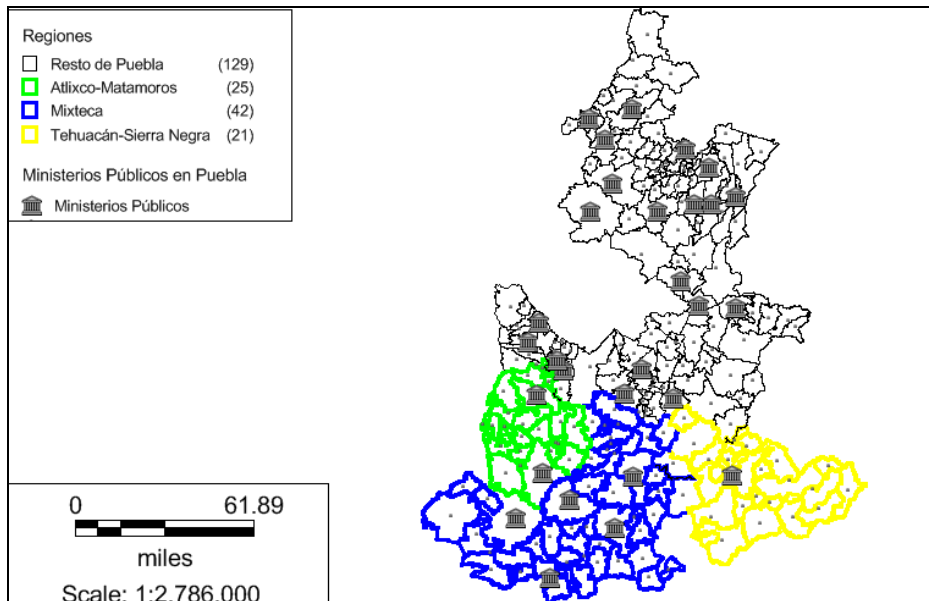 Regiones
Resto de Puebla (129)
Atlixco-Matamoros (25)
Mixteca (42)
Tehuacán-Sierra Negra (21)
Ministerios Públicos en Puebla
Ministerios Públicos
0 61.89
miles
Scale: 1:2,786,000